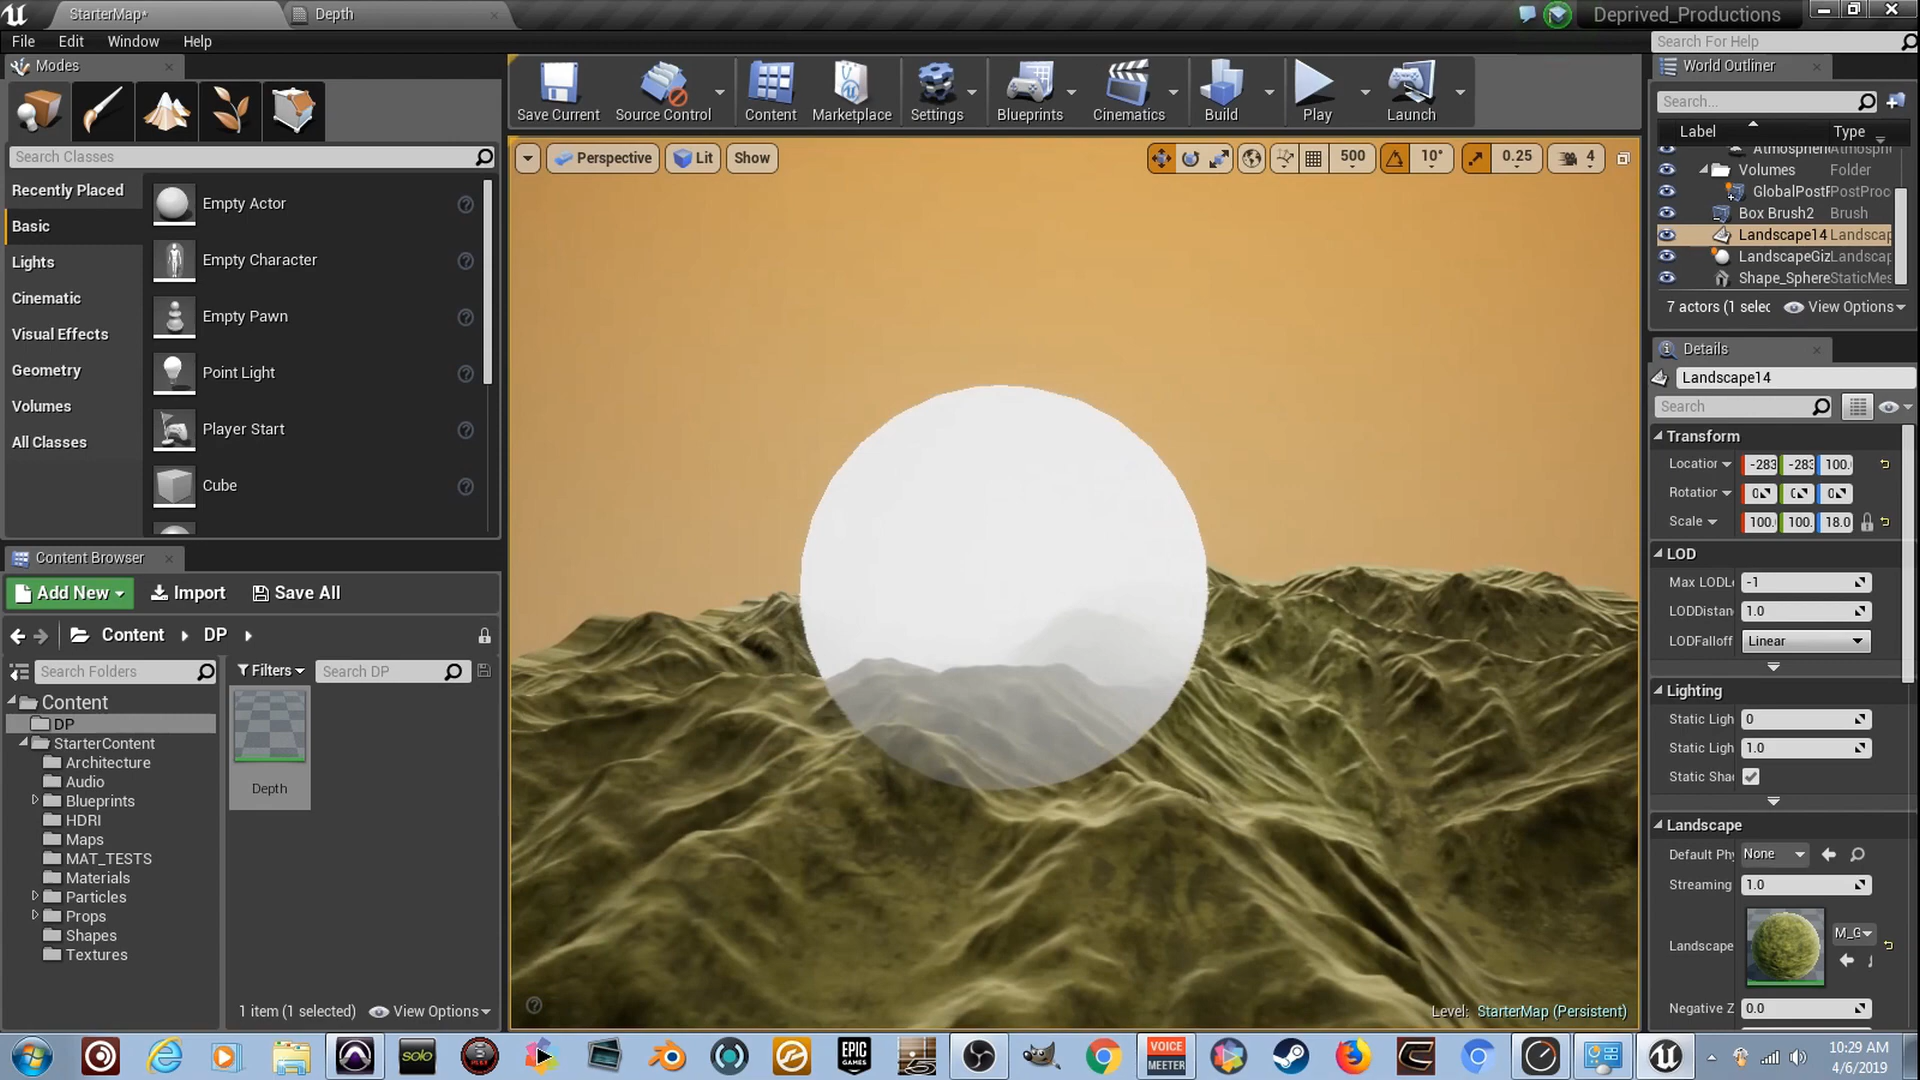 StarterMap*
Depth
Deprived_Productions
File Edit Window Help
Search For Help
Modes
Search Classes
Recently Placed
Basic
Lights
Cinematic
Visual Effects
Geometry
Volumes
All Classes
Empty Actor
Empty Character
Empty Pawn
Point Light
Player Start
Cube
Save Current
Source Control
Content
Marketplace
Settings
Blueprints
Cinematics
Build
Play
Launch
Perspective Lit Show
500 10° 0.25 4
Level: StarterMap (Persistent)
World Outliner
Search...
Label Type
Volumes Folder
GlobalPostF PostProc
Box Brush2 Brush
Landscape14 Landscap
LandscapeGiz Landscap
Shape_Sphere StaticMes
7 actors (1 selec View Options
Details
Landscape14
Search
Transform
Location -283 -283 100.
Rotation 0 0 0
Scale 100. 100. 18.0
LOD
Max LODL -1
LODDistan 1.0
LODFalloff Linear
Lighting
Static Ligh 0
Static Ligh 1.0
Static Sha
Landscape
Default Phy None
Streaming 1.0
Landscape M_G
Negative Z 0.0
Content Browser
Add New Import Save All
Content DP
Search Folders
Filters Search DP
Content
DP
StarterContent
Architecture
Audio
Blueprints
HDRI
Maps
MAT_TESTS
Materials
Particles
Props
Shapes
Textures
Depth
1 item (1 selected) View Options
solo
EPIC GAMES
VOICE MEETER
10:29 AM
4/6/2019